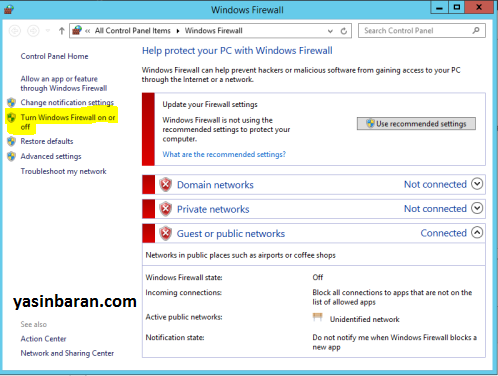 Windows Firewall
« All Control Panel Items ▸ Windows Firewall
Search Control Panel
Control Panel Home
Allow an app or feature
through Windows Firewall
Change notification settings
Turn Windows Firewall on or
off
Restore defaults
Advanced settings
Troubleshoot my network
Help protect your PC with Windows Firewall
Windows Firewall can help prevent hackers or malicious software from gaining access to your PC
through the Internet or a network.
Update your Firewall settings
Windows Firewall is not using the
recommended settings to protect your
computer.
Use recommended settings
What are the recommended settings?
Domain networks Not connected
Private networks Not connected
Guest or public networks Connected
Networks in public places such as airports or coffee shops
Windows Firewall state: Off
Incoming connections: Block all connections to apps that are not on the
list of allowed apps
Active public networks: Unidentified network
Notification state: Do not notify me when Windows Firewall blocks a
new app
yasinbaran.com
See also
Action Center
Network and Sharing Center